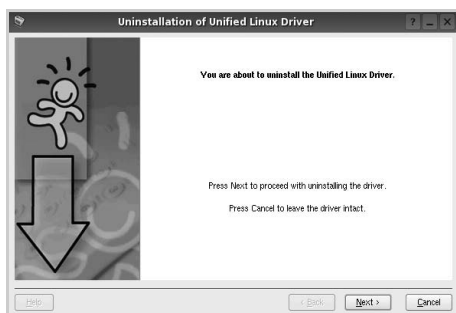 Uninstallation of Unified Linux Driver
You are about to uninstall the Unified Linux Driver.
Press Next to proceed with uninstalling the driver.
Press Cancel to leave the driver intact.
Help
< Back
Next >
Cancel